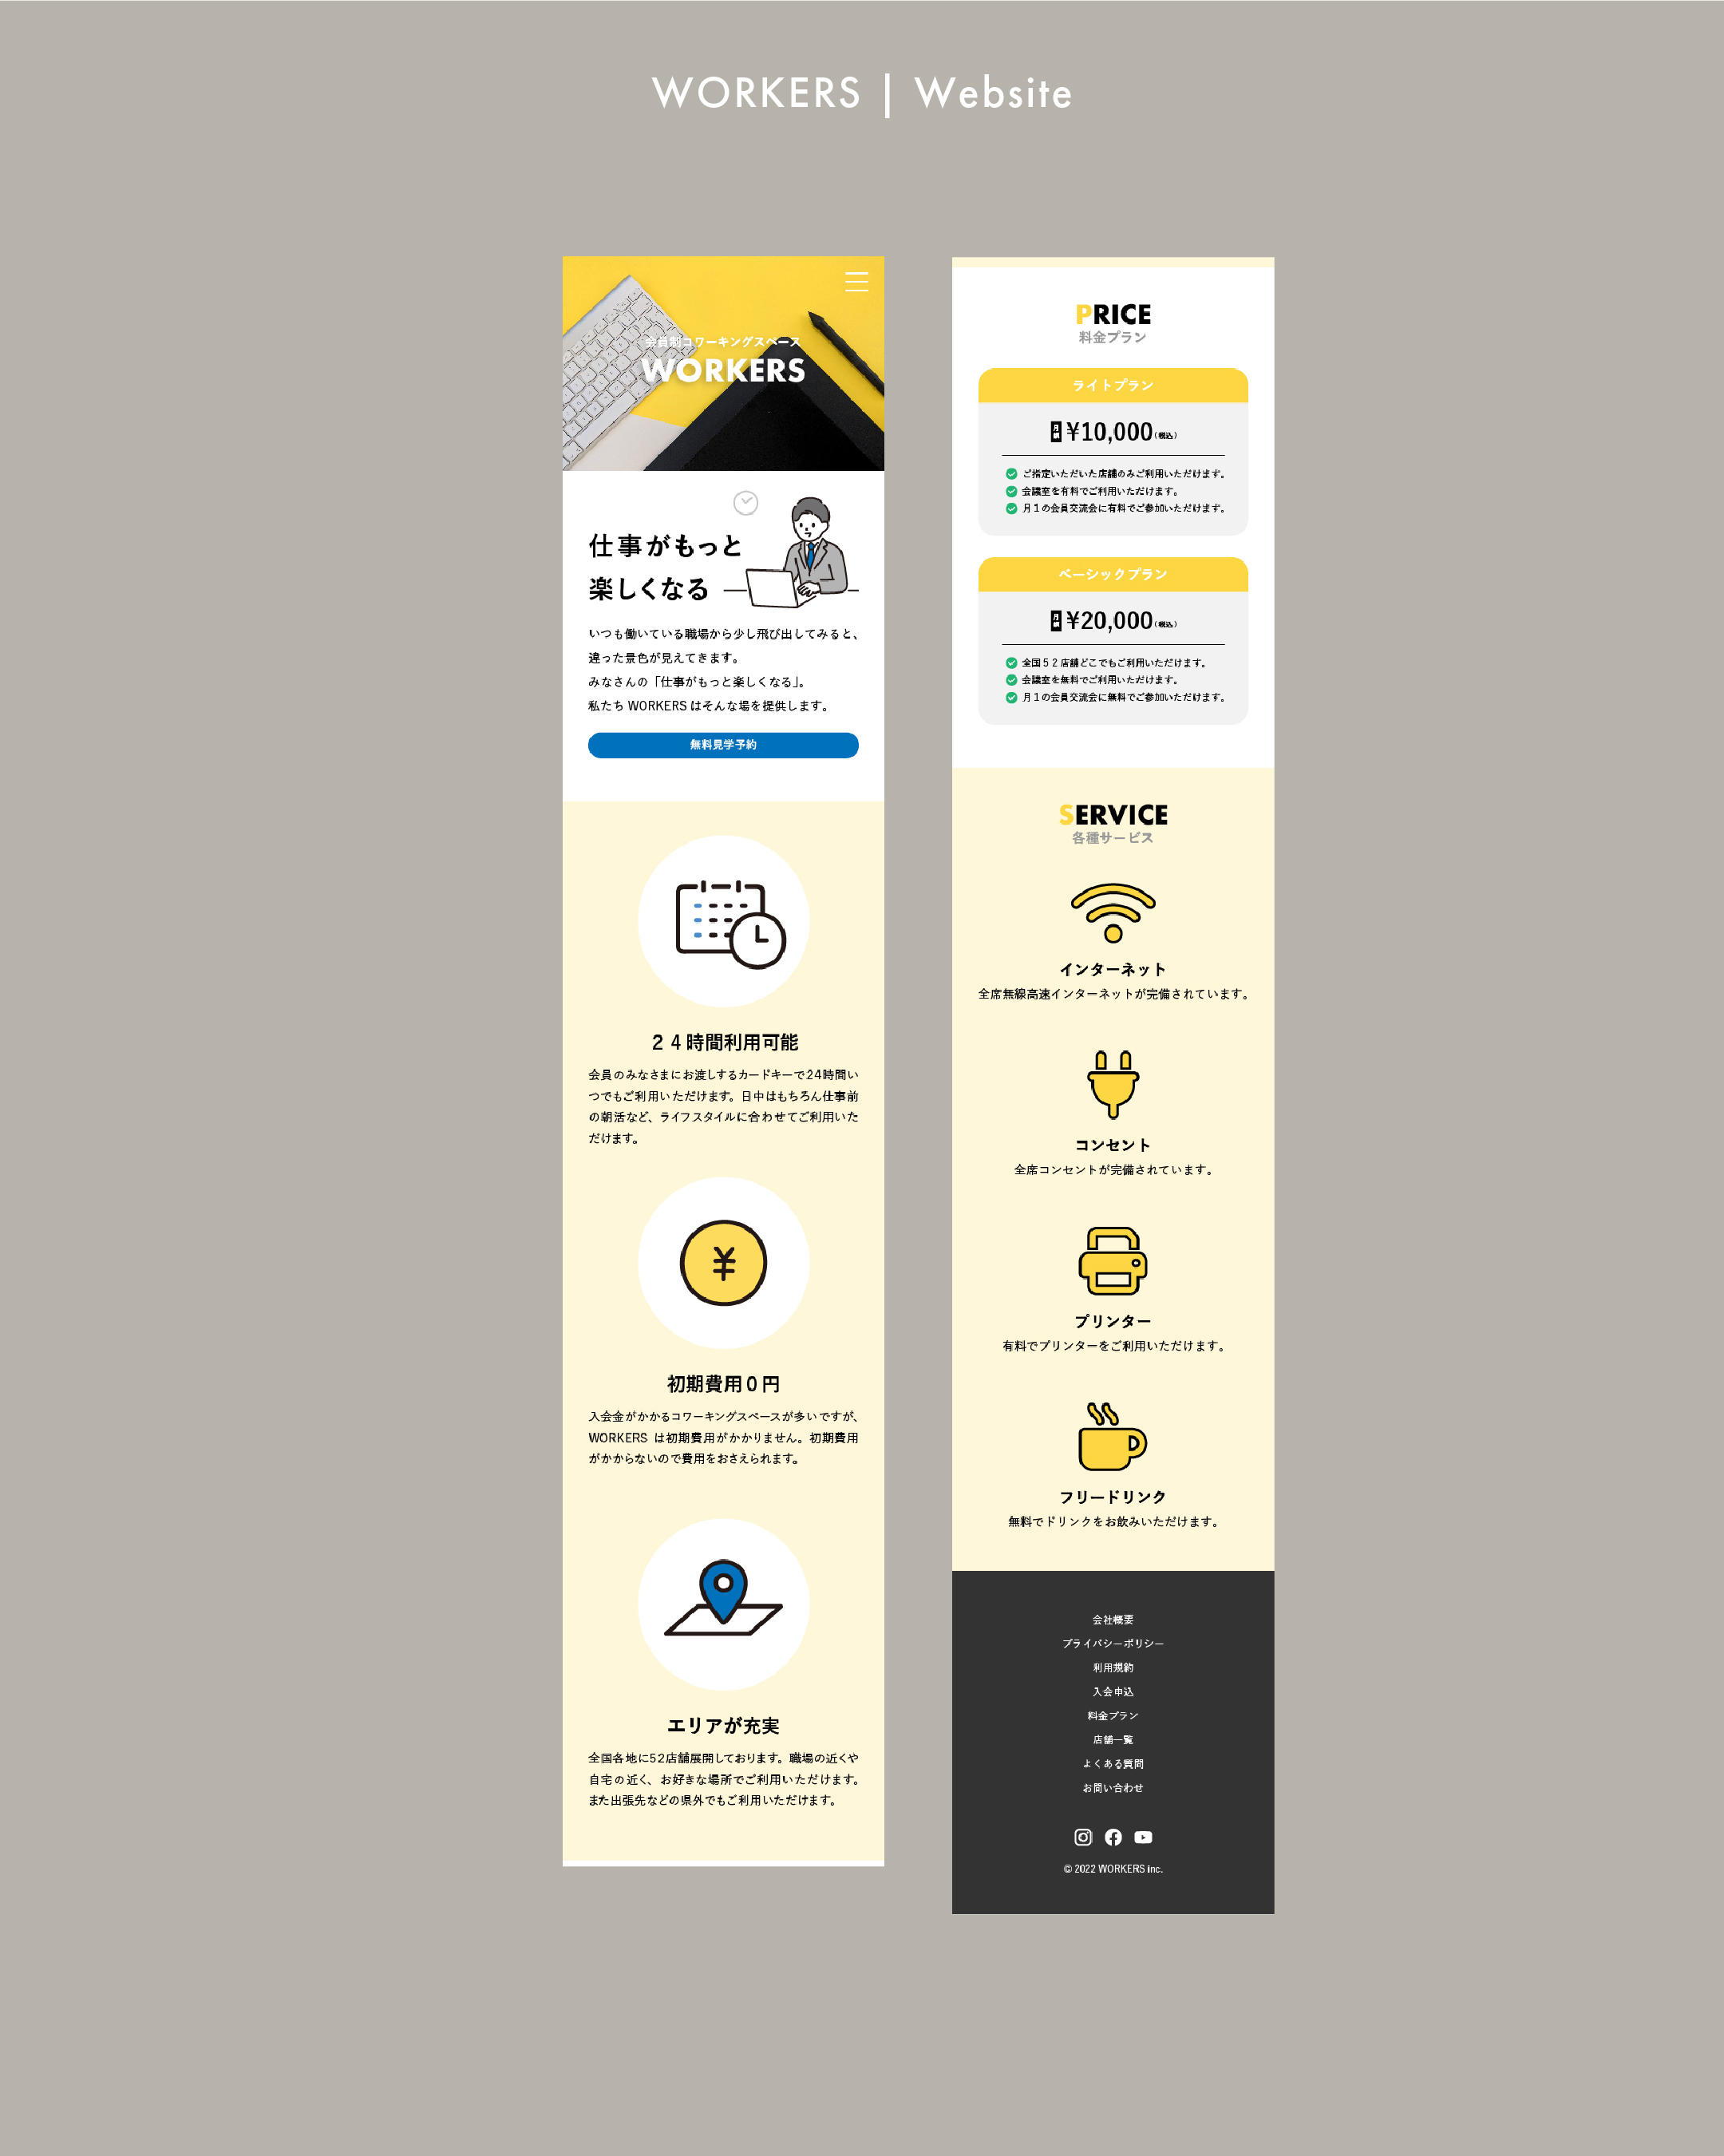 WORKERS | Website
会員制コワーキングスペース
WORKERS
仕事がもっと
楽しくなる
いつも働いている職場から少し飛び出してみると、
違った景色が見えてきます。
みなさんの「仕事がもっと楽しくなる」。
私たち WORKERS はそんな場を提供します。
無料見学予約
２４時間利用可能
会員のみなさまにお渡しするカードキーで24時間い
つでもご利用いただけます。日中はもちろん仕事前
の朝活など、ライフスタイルに合わせてご利用いた
だけます。
¥
初期費用０円
入会金がかかるコワーキングスペースが多いですが、
WORKERS は初期費用がかかりません。初期費用
がかからないので費用をおさえられます。
エリアが充実
全国各地に52店舗展開しております。職場の近くや
自宅の近く、お好きな場所でご利用いただけます。
また出張先などの県外でもご利用いただけます。
PRICE
料金プラン
ライトプラン
¥10,000（税込）
ご指定いただいた店舗のみご利用いただけます。
会議室を有料でご利用いただけます。
月１の会員交流会に有料でご参加いただけます。
ベーシックプラン
¥20,000（税込）
全国５２店舗どこでもご利用いただけます。
会議室を無料でご利用いただけます。
月１の会員交流会に無料でご参加いただけます。
SERVICE
各種サービス
インターネット
全席無線高速インターネットが完備されています。
コンセント
全席コンセントが完備されています。
プリンター
有料でプリンターをご利用いただけます。
フリードリンク
無料でドリンクをお飲みいただけます。
会社概要
プライバシーポリシー
利用規約
入会申込
料金プラン
店舗一覧
よくある質問
お問い合わせ
© 2022 WORKERS Inc.